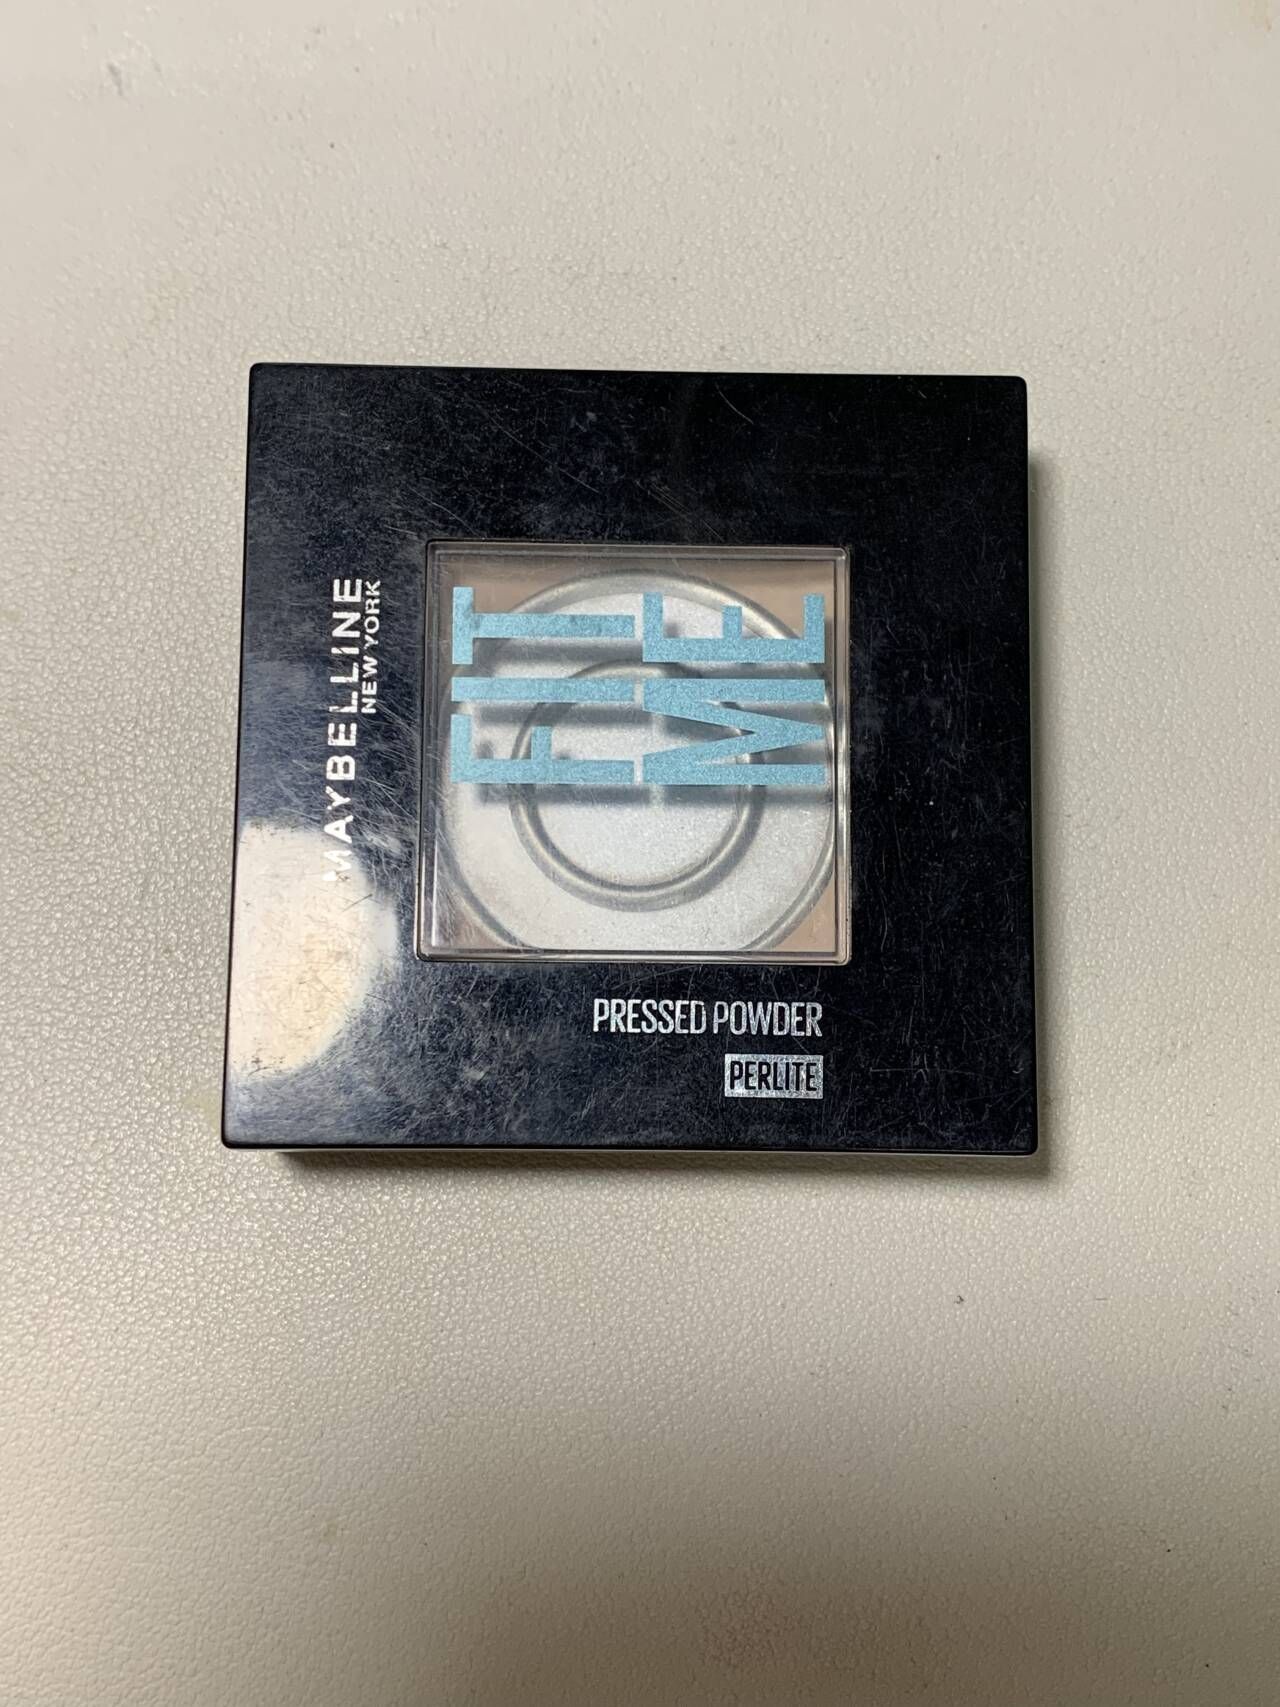 MAYBELLINE
NEW YORK
FIT
ME
PRESSED POWDER
PERLITE